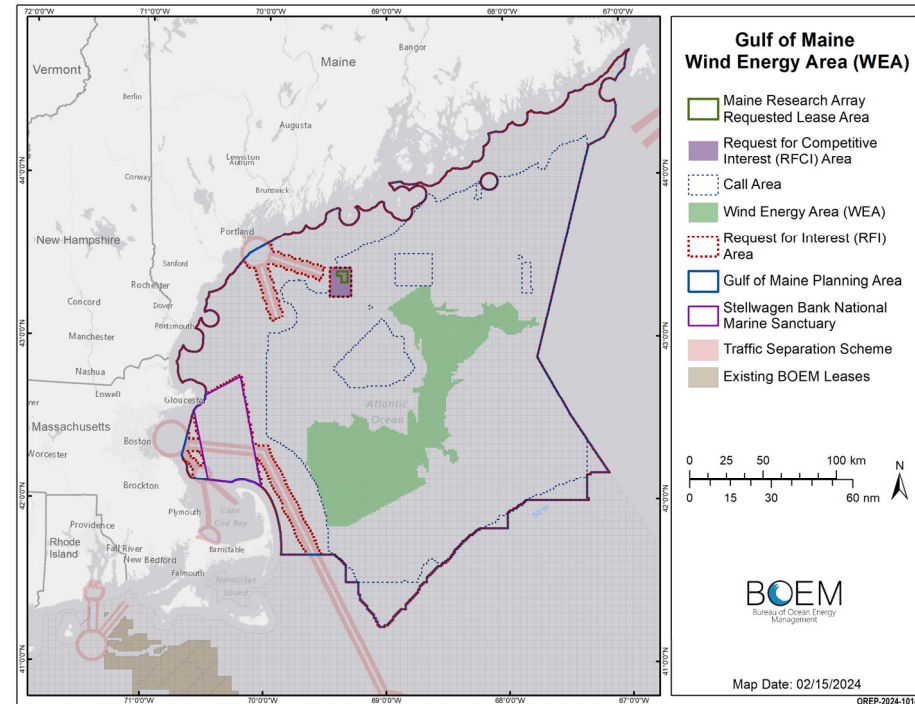 72°0'0"W
71°0'0"W
70°0'0"W
69°0'0"W
68°0'0"W
67°0'0"W
Bangor
Maine
Vermont
Berlin
Augusta
Lewiston
Auburn
44°0'0"N
44°0'0"N
Conway
Brunswick
Portland
New Hampshire
Sanford
Rochester
Concord
Dover
Portsmouth
43°0'0"N
43°0'0"N
Manchester
Nashua
Lowell
Gloucester
Atlantic
Ocean
Massachusetts
Boston
Worcester
Brockton
42°0'0"N
42°0'0"N
50 m
Plymouth
Cape
Cod Bay
Providence
Rhode
Island
Fall River
Barnstable
New Bedford
Falmouth
Nantucket
Sound
41°0'0"N
41°0'0"N
71°0'0"W
70°0'0"W
69°0'0"W
68°0'0"W
67°0'0"W
Gulf of Maine
Wind Energy Area (WEA)
Maine Research Array
Requested Lease Area
Request for Competitive
Interest (RFCI) Area
Call Area
Wind Energy Area (WEA)
Request for Interest (RFI)
Area
Gulf of Maine Planning Area
Stellwagen Bank National
Marine Sanctuary
Traffic Separation Scheme
Existing BOEM Leases
0 25 50 100 km
0 15 30 60 nm
N
BOEM
Bureau of Ocean Energy
Management
Map Date: 02/15/2024